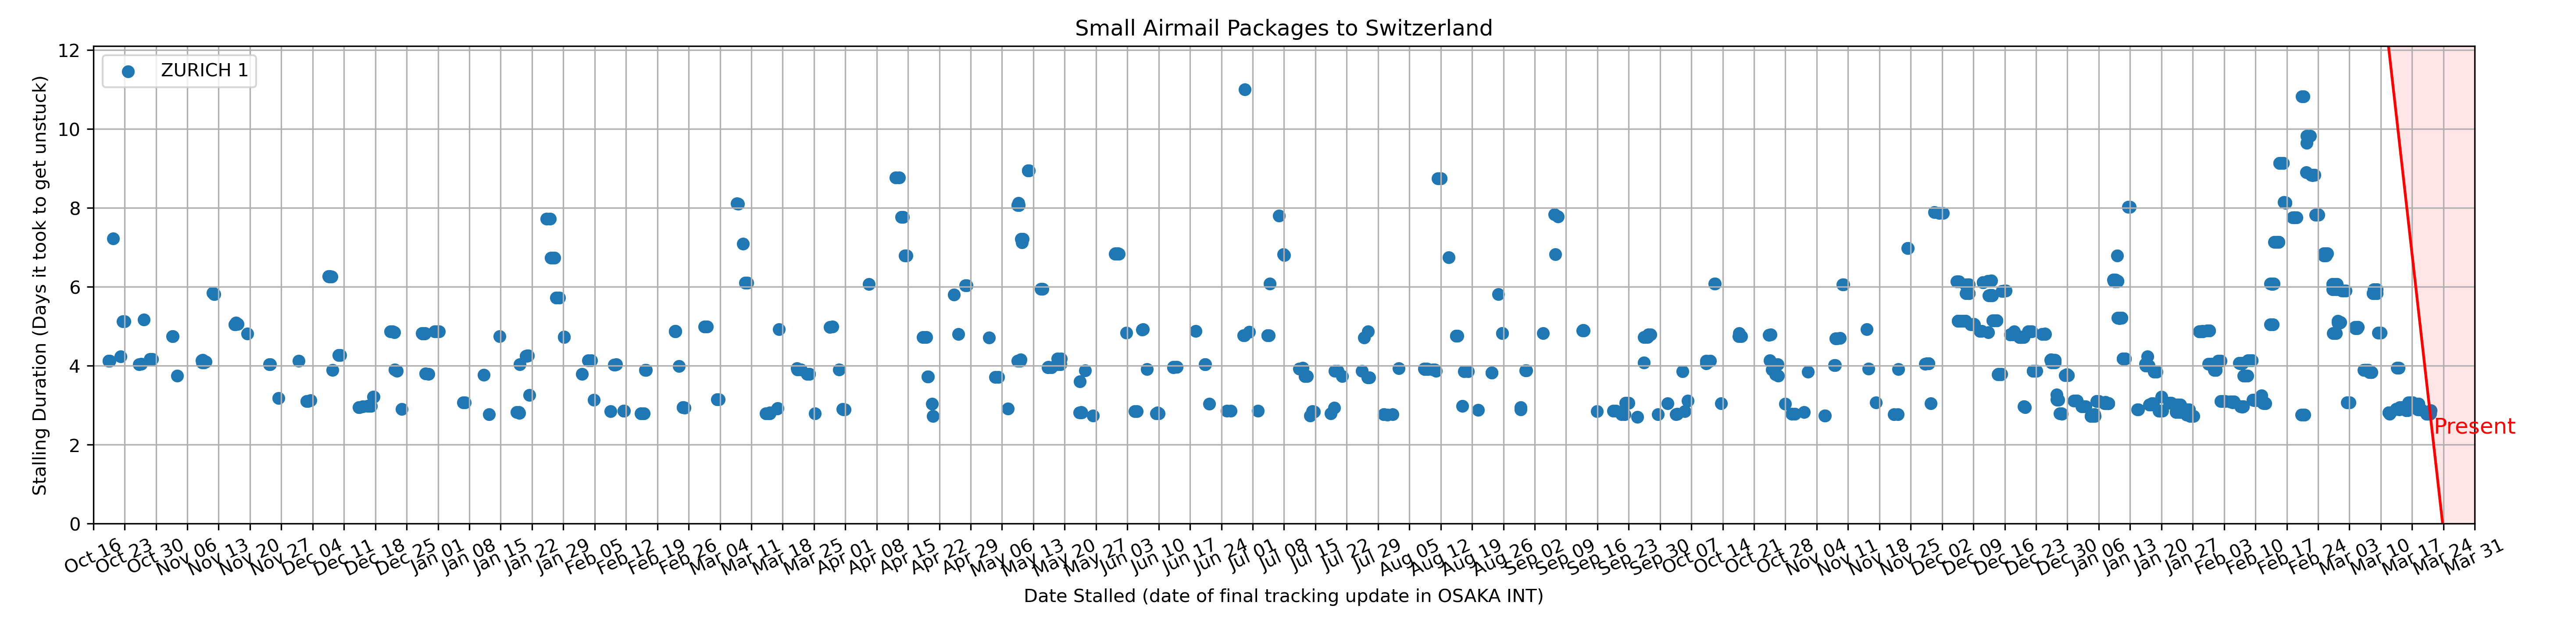 Small Airmail Packages to Switzerland
ZURICH 1
Stalling Duration (Days it took to get unstuck)
12
10
8
6
4
2
0
Present
Oct 16
Oct 23
Oct 30
Nov 06
Nov 13
Nov 20
Nov 27
Dec 04
Dec 11
Dec 18
Dec 25
Jan 01
Jan 08
Jan 15
Jan 22
Jan 29
Feb 05
Feb 12
Feb 19
Feb 26
Mar 04
Mar 11
Mar 18
Mar 25
Apr 01
Apr 08
Apr 15
Apr 22
Apr 29
May 06
May 13
May 20
May 27
Jun 03
Jun 10
Jun 17
Jun 24
Jul 01
Jul 08
Jul 15
Jul 22
Jul 29
Aug 05
Aug 12
Aug 19
Aug 26
Sep 02
Sep 09
Sep 16
Sep 23
Sep 30
Oct 07
Oct 14
Oct 21
Oct 28
Nov 04
Nov 11
Nov 18
Nov 25
Dec 02
Dec 09
Dec 16
Dec 23
Dec 30
Jan 06
Jan 13
Jan 20
Jan 27
Feb 03
Feb 10
Feb 17
Feb 24
Mar 03
Mar 10
Mar 17
Mar 24
Mar 31
Date Stalled (date of final tracking update in OSAKA INT)